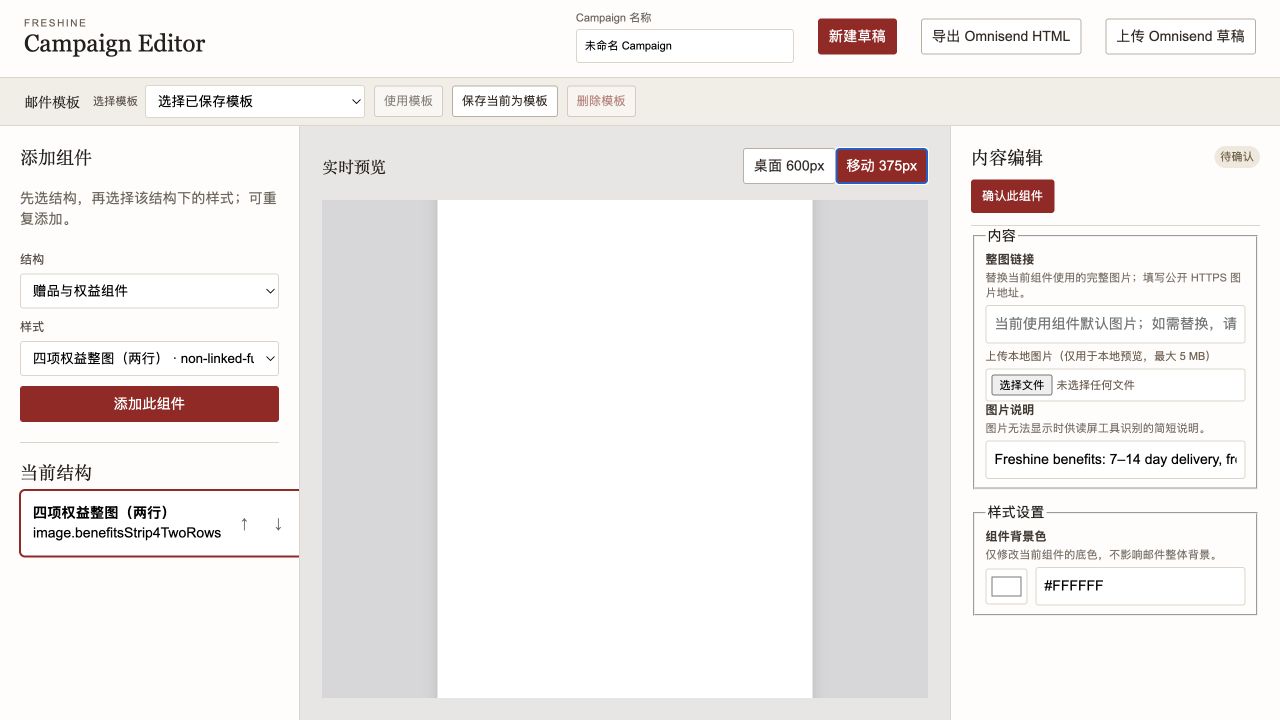 FRESHINE
Campaign Editor
Campaign 名称
未命名 Campaign
新建草稿
导出 Omnisend HTML
上传 Omnisend 草稿
邮件模板
选择模板
选择已保存模板
使用模板
保存当前为模板
删除模板
添加组件
先选结构，再选择该结构下的样式；可重
复添加。
结构
赠品与权益组件
样式
四项权益整图（两行） · non-linked-fu
添加此组件
当前结构
四项权益整图（两行）
image.benefitsStrip4TwoRows
↑
↓
实时预览
桌面 600px
移动 375px
内容编辑
待确认
确认此组件
内容
整图链接
替换当前组件使用的完整图片；填写公开 HTTPS 图
片地址。
当前使用组件默认图片；如需替换，请
上传本地图片（仅用于本地预览，最大 5 MB）
选择文件 未选择任何文件
图片说明
图片无法显示时供读屏工具识别的简短说明。
Freshine benefits: 7–14 day delivery, fr
样式设置
组件背景色
仅修改当前组件的底色，不影响邮件整体背景。
#FFFFFF